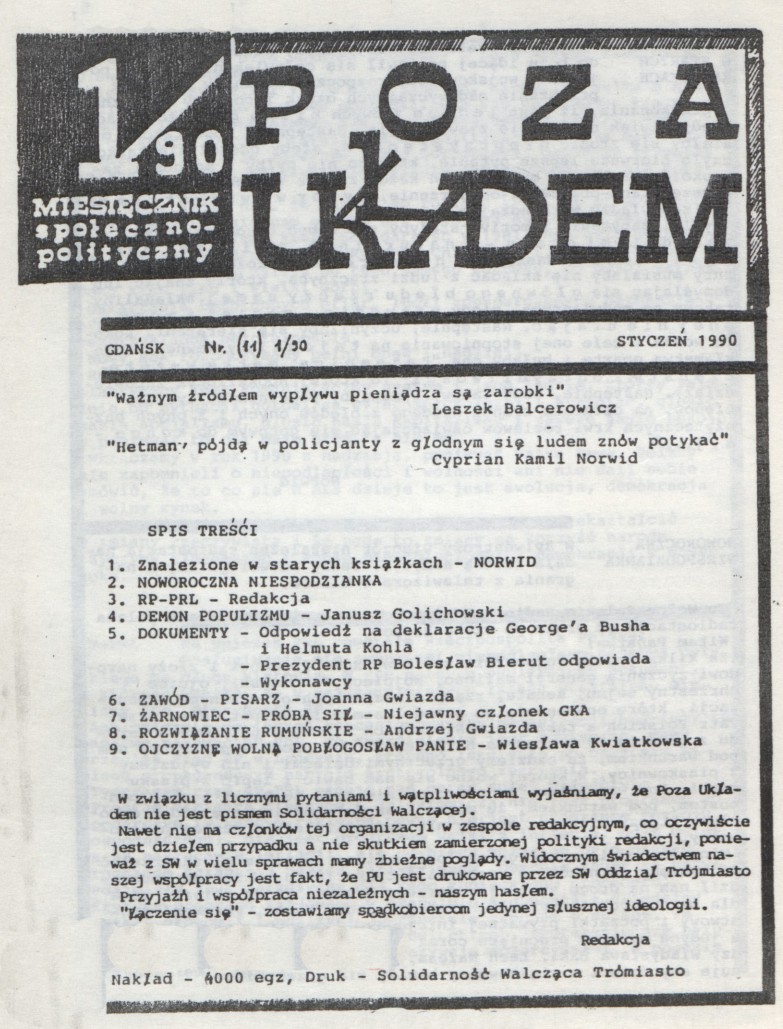 1/90
MIESIĘCZNIK
społeczno-
polityczny
POZA
UKŁADEM
GDAŃSK Nr. (11) 1/90 STYCZEŃ 1990
"Ważnym źródłem wypływu pieniądza są zarobki"
Leszek Balcerowicz
"Hetmany pójdą w policjanty z głodnym się ludem znów potykać"
Cyprian Kamil Norwid
SPIS TREŚĆI
1. Znalezione w starych książkach - NORWID
2. NOWOROCZNA NIESPODZIANKA
3. RP-PRL - Redakcja
4. DEMON POPULIZMU - Janusz Golichowski
5. DOKUMENTY - Odpowiedź na deklaracje George'a Busha
i Helmuta Kohla
- Prezydent RP Bolesław Bierut odpowiada
- Wykonawcy
6. ZAWÓD - PISARZ - Joanna Gwiazda
7. ŻARNOWIEC - PRÓBA SIŁ - Niejawny członek GKA
8. ROZWIĄZANIE RUMUŃSKIE - Andrzej Gwiazda
9. OJCZYZNĘ WOLNĄ POBŁOGOSŁAW PANIE - Wiesława Kwiatkowska
W związku z licznymi pytaniami i wątpliwościami wyjaśniamy, że Poza Ukła-
dem nie jest pismem Solidarności Walczącej.
Nawet nie ma członków tej organizacji w zespole redakcyjnym, co oczywiście
jest dziełem przypadku a nie skutkiem zamierzonej polityki redakcji, ponie-
waż z SW w wielu sprawach mamy zbieżne poglądy. Widocznym świadectwem na-
szej współpracy jest fakt, że PU jest drukowane przez SW Oddział Trójmiasto
Przyjaźń i współpraca niezależnych - naszym hasłem.
"Łączenie się" - zostawiamy spądkobiercom jedynej słusznej ideologii.
Redakcja
Nakład - 4000 egz, Druk - Solidarność Walcząca Trómiasto